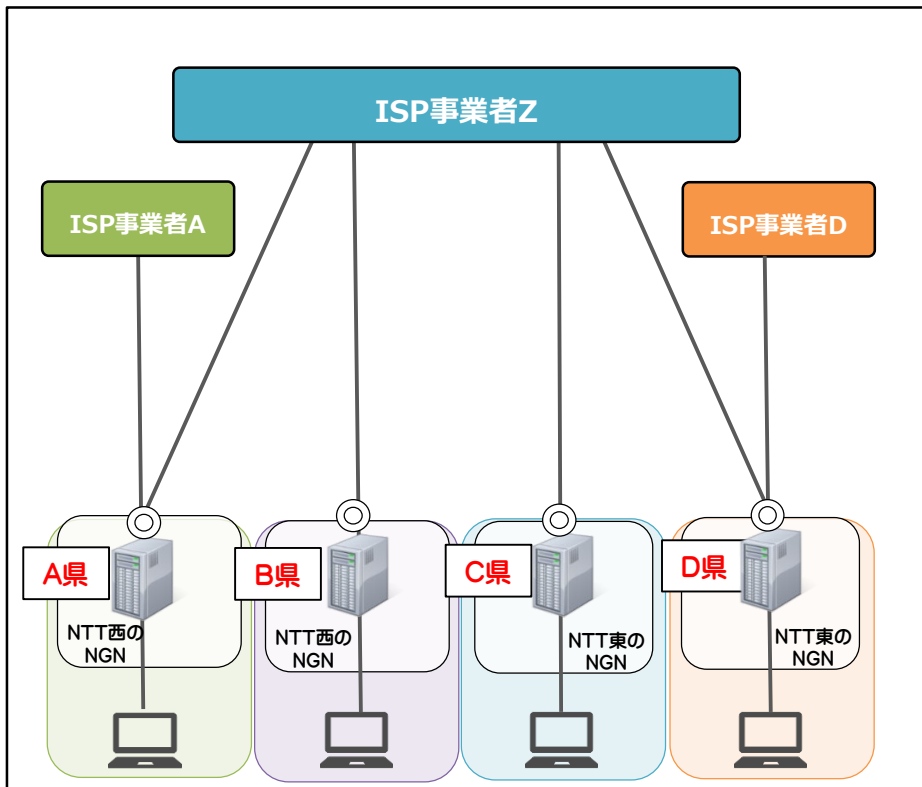 ISP事業者Z
ISP事業者A
ISP事業者D
A県
B県
C県
D県
NTT西の
NGN
NTT西の
NGN
NTT東の
NGN
NTT東の
NGN